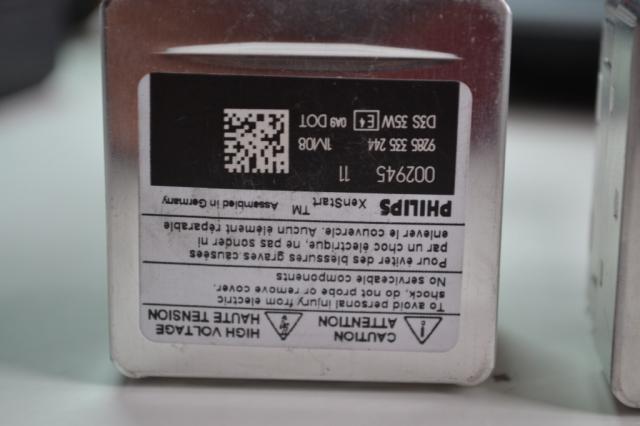 CAUTION HIGH VOLTAGE
ATTENTION HAUTE TENSION
To avoid personal injury from electric
shock, do not probe or remove cover.
No serviceable components
Pour éviter des blessures graves causées
par un choc électrique, ne pas sonder ni
enlever le couvercle. Aucun élément réparable
PHILIPS XenStart TM Assembled in Germany
002945 11
9285 335 244 1M08
D3S 35W E4 0A9 DOT